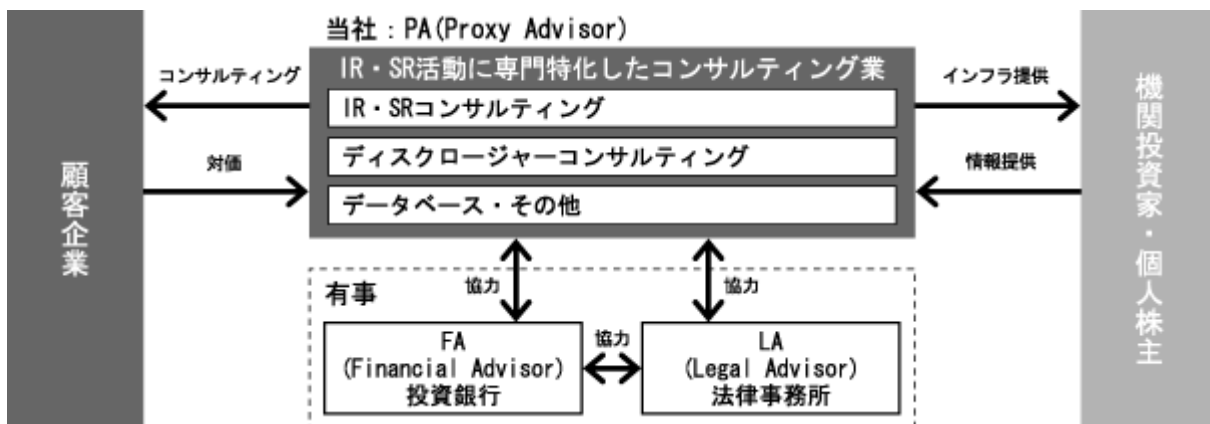 当社：PA(Proxy Advisor)
IR・SR活動に専門特化したコンサルティング業
IR・SRコンサルティング
ディスクロージャーコンサルティング
データベース・その他
顧客企業
コンサルティング
対価
インフラ提供
情報提供
機関投資家・個人株主
協力
協力
有事
FA
(Financial Advisor)
投資銀行
協力
LA
(Legal Advisor)
法律事務所